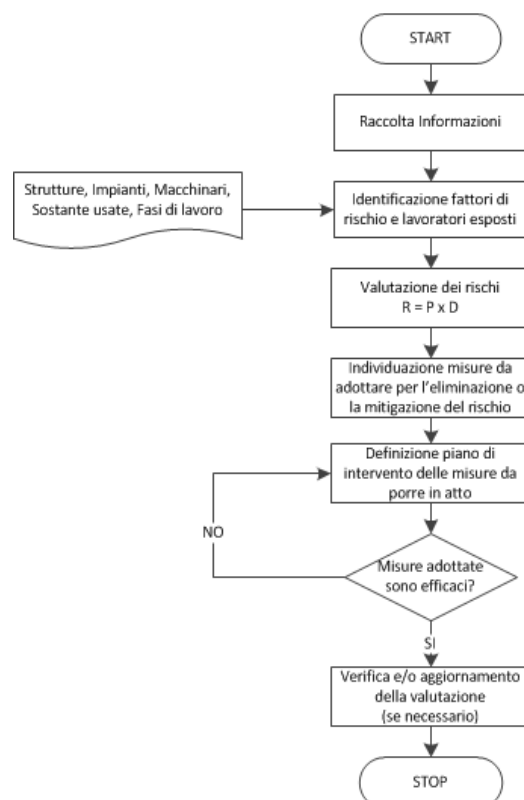 START
Raccolta Informazioni
Strutture, Impianti, Macchinari,
Sostante usate, Fasi di lavoro
Identificazione fattori di
rischio e lavoratori esposti
Valutazione dei rischi
R = P x D
Individuazione misure da
adottare per l'eliminazione o
la mitigazione del rischio
Definizione piano di
intervento delle misure da
porre in atto
NO
Misure adottate
sono efficaci?
SI
Verifica e/o aggiornamento
della valutazione
(se necessario)
STOP